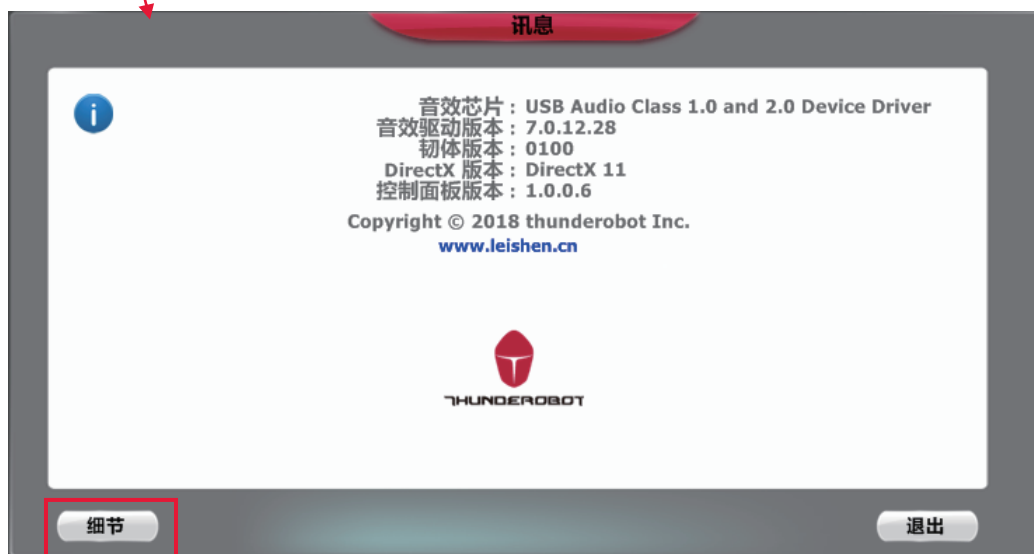 讯息
音效芯片 : USB Audio Class 1.0 and 2.0 Device Driver
音效驱动版本 : 7.0.12.28
韧体版本 : 0100
DirectX 版本 : DirectX 11
控制面板版本 : 1.0.0.6
Copyright © 2018 thunderobot Inc.
www.leishen.cn
THUNDEROBOT
细节
退出